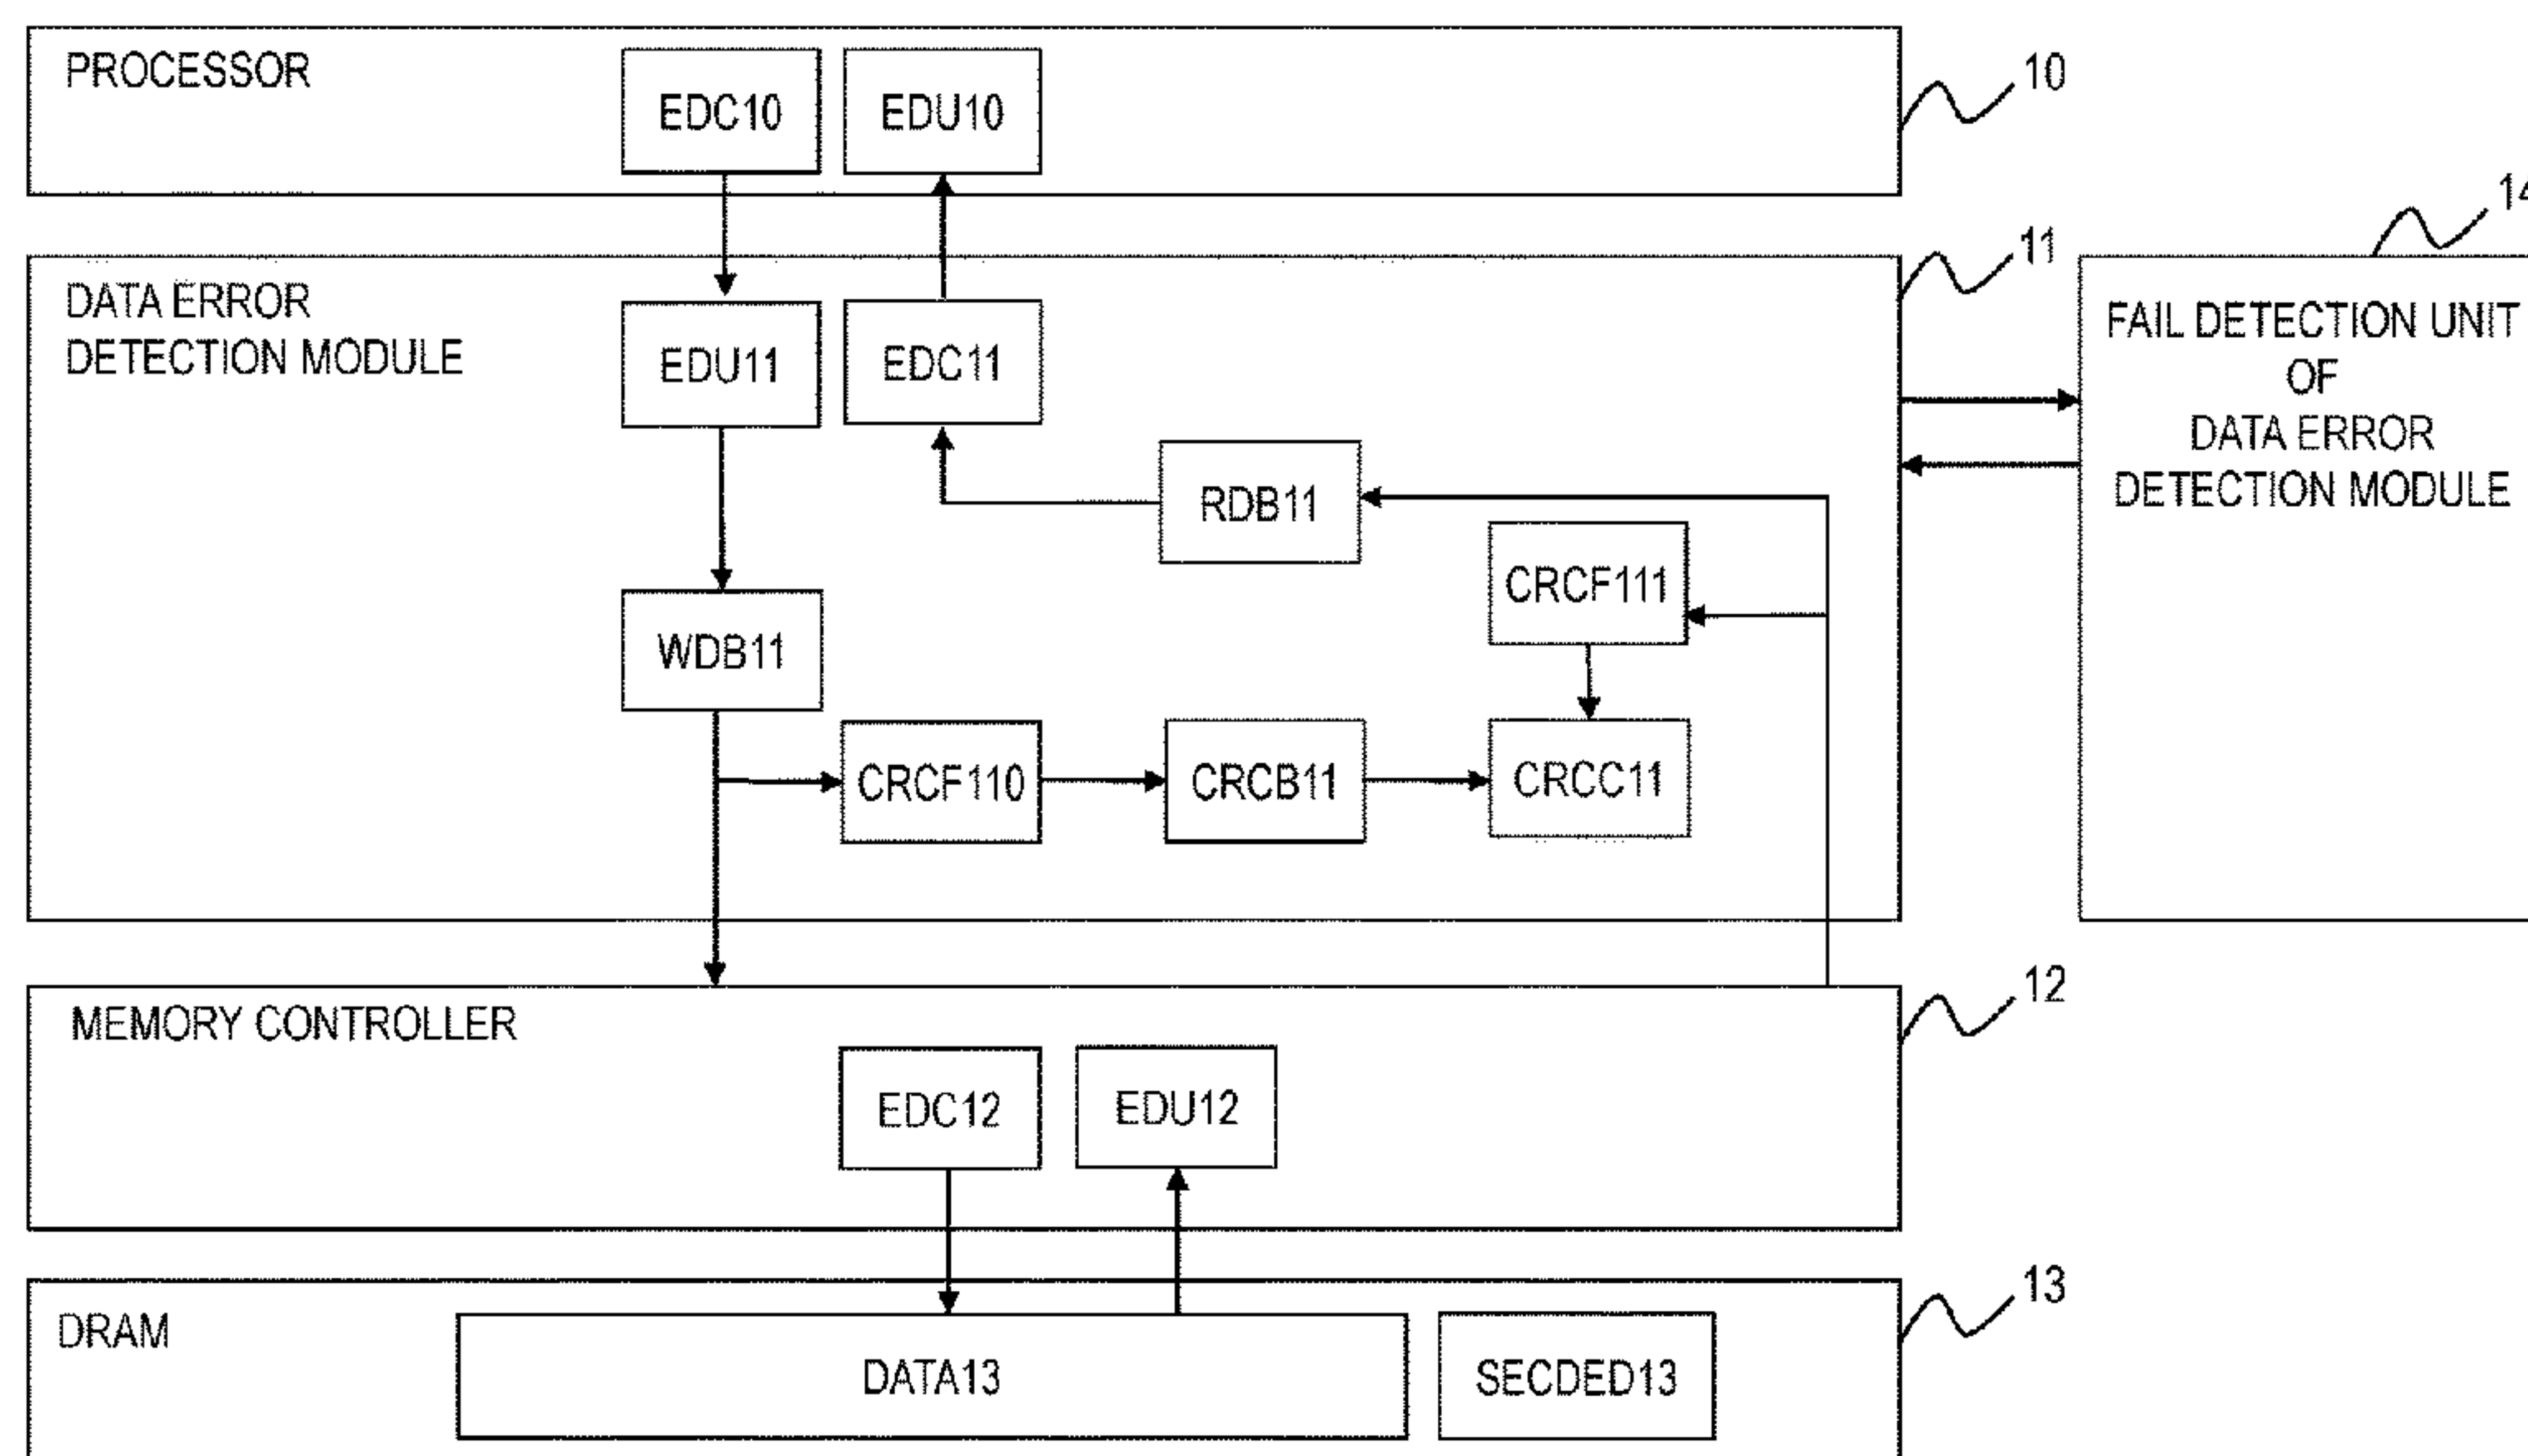 PROCESSOR
EDC10
EDU10
10
14
DATA ERROR
DETECTION MODULE
11
EDU11
EDC11
FAIL DETECTION UNIT
OF
DATA ERROR
DETECTION MODULE
RDB11
CRCF111
WDB11
CRCF110
CRCB11
CRCC11
MEMORY CONTROLLER
12
EDC12
EDU12
DRAM
13
DATA13
SECDED13